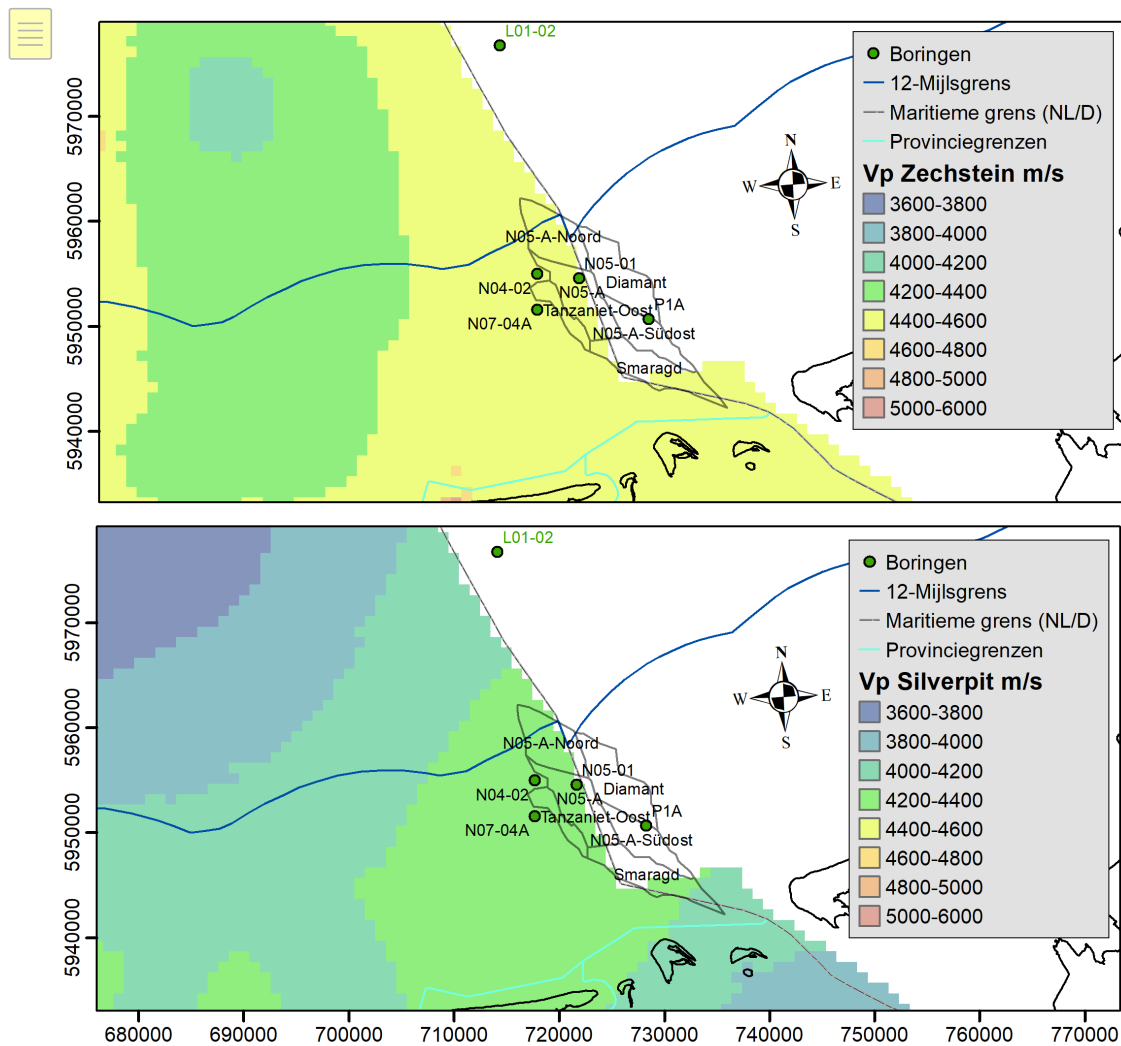 L01-02
5970000
5960000
5950000
5940000
N05-A-Noord
N05-01
N04-02
N05-A
Diamant
Tanzaniet-Oost
P1A
N07-04A
N05-A-Südost
Smaragd
N
W
E
S
Boringen
12-Mijlsgrens
Maritieme grens (NL/D)
Provinciegrenzen
Vp Zechstein m/s
3600-3800
3800-4000
4000-4200
4200-4400
4400-4600
4600-4800
4800-5000
5000-6000
L01-02
5970000
5960000
5950000
5940000
N05-A-Noord
N05-01
N04-02
N05-A
Diamant
Tanzaniet-Oost
P1A
N07-04A
N05-A-Südost
Smaragd
N
W
E
S
Boringen
12-Mijlsgrens
Maritieme grens (NL/D)
Provinciegrenzen
Vp Silverpit m/s
3600-3800
3800-4000
4000-4200
4200-4400
4400-4600
4600-4800
4800-5000
5000-6000
680000 690000 700000 710000 720000 730000 740000 750000 760000 770000